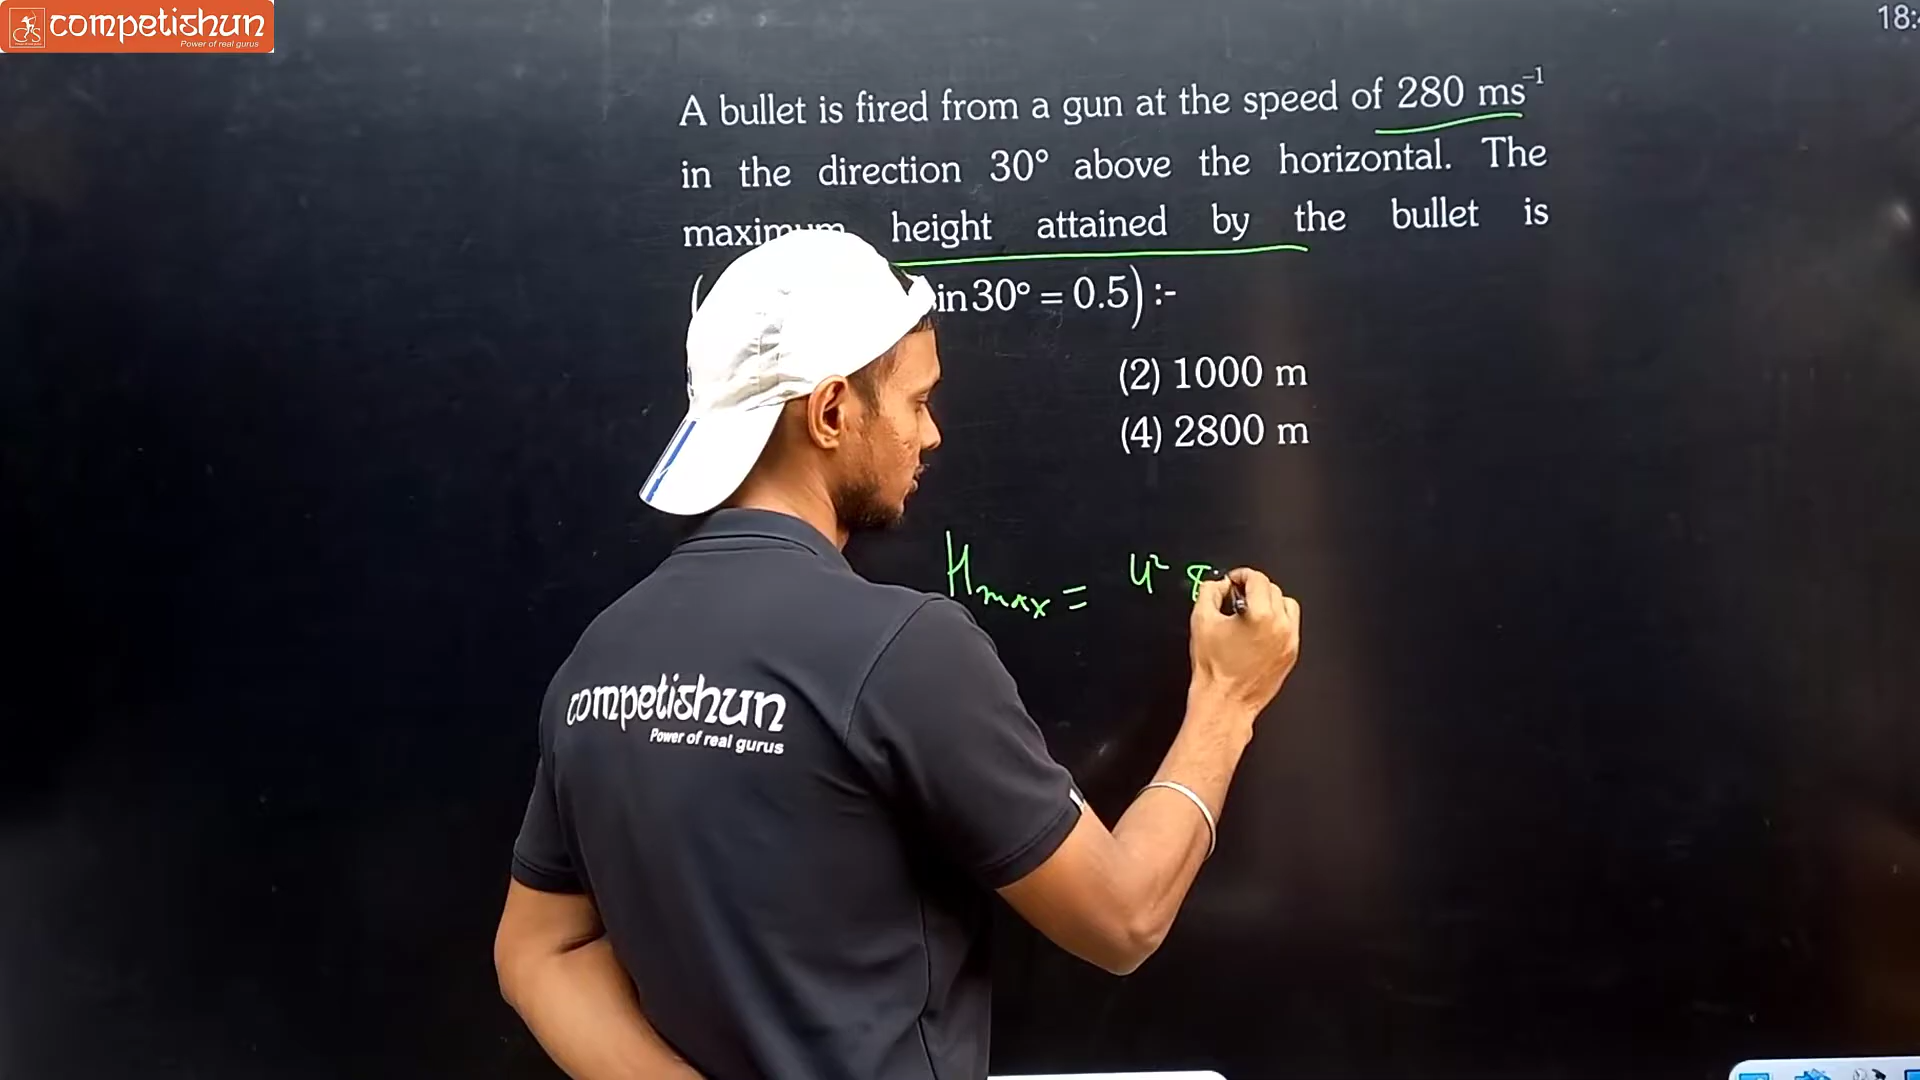 competishun
Power of real gurus
18:
A bullet is fired from a gun at the speed of 280 ms⁻¹
in the direction 30° above the horizontal. The
maximum height attained by the bullet is
( in 30° = 0.5) :-
(2) 1000 m
(4) 2800 m
Hmax = u²
competishun
Power of real gurus